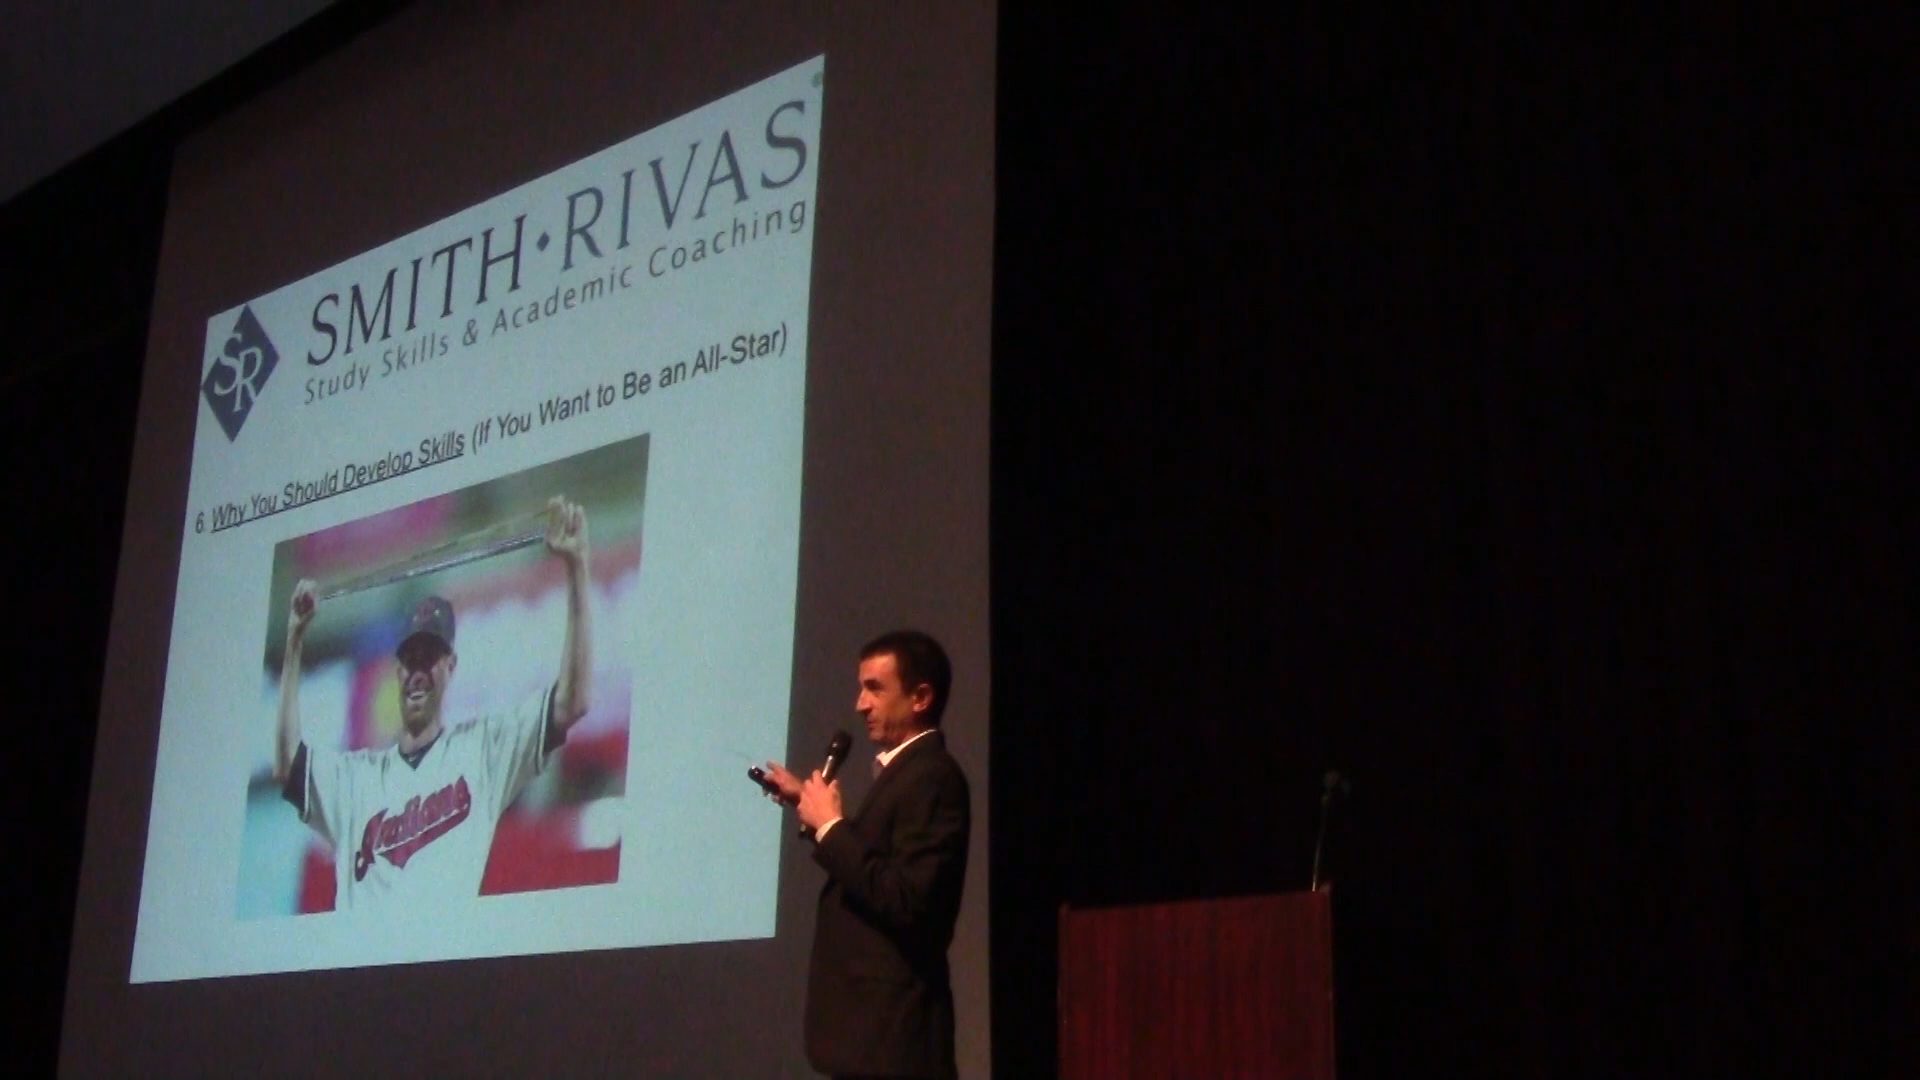 SMITH·RIVAS®
Study Skills & Academic Coaching
SR
6. Why You Should Develop Skills (If You Want to Be an All-Star)
Indians